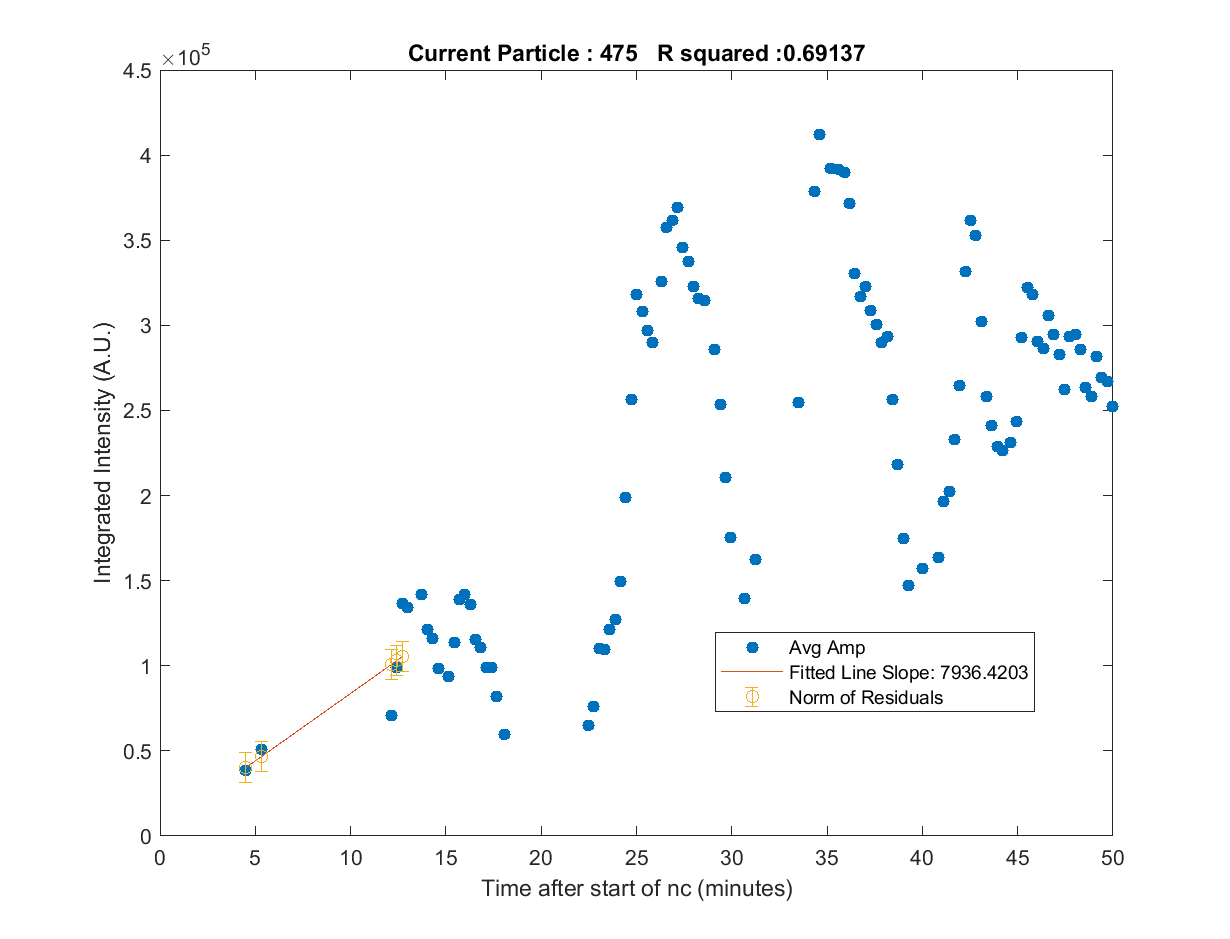 Current Particle : 475 R squared :0.69137
×10^5
4.5
4
3.5
3
2.5
2
1.5
1
0.5
0
Integrated Intensity (A.U.)
Avg Amp
Fitted Line Slope: 7936.4203
Norm of Residuals
0 5 10 15 20 25 30 35 40 45 50
Time after start of nc (minutes)